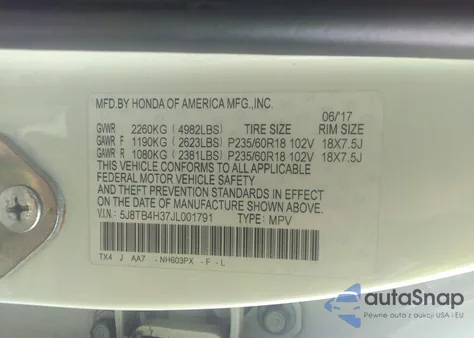 MFD.BY HONDA OF AMERICA MFG.,INC.
06/'17
GVWR 2260KG (4982LBS) TIRE SIZE RIM SIZE
GAWR F 1190KG (2623LBS) P235/60R18 102V 18X7.5J
GAWR R 1080KG (2381LBS) P235/60R18 102V 18X7.5J
THIS VEHICLE CONFORMS TO ALL APPLICABLE
FEDERAL MOTOR VEHICLE SAFETY
AND THEFT PREVENTION STANDARDS IN EFFECT
ON THE DATE OF MANUFACTURE SHOWN ABOVE.
V.I.N.: 5J8TB4H37JL001791 TYPE: MPV
TX4 J AA7 -NH603PX -F -L
autoSnap
Pewne auta z USA i EU